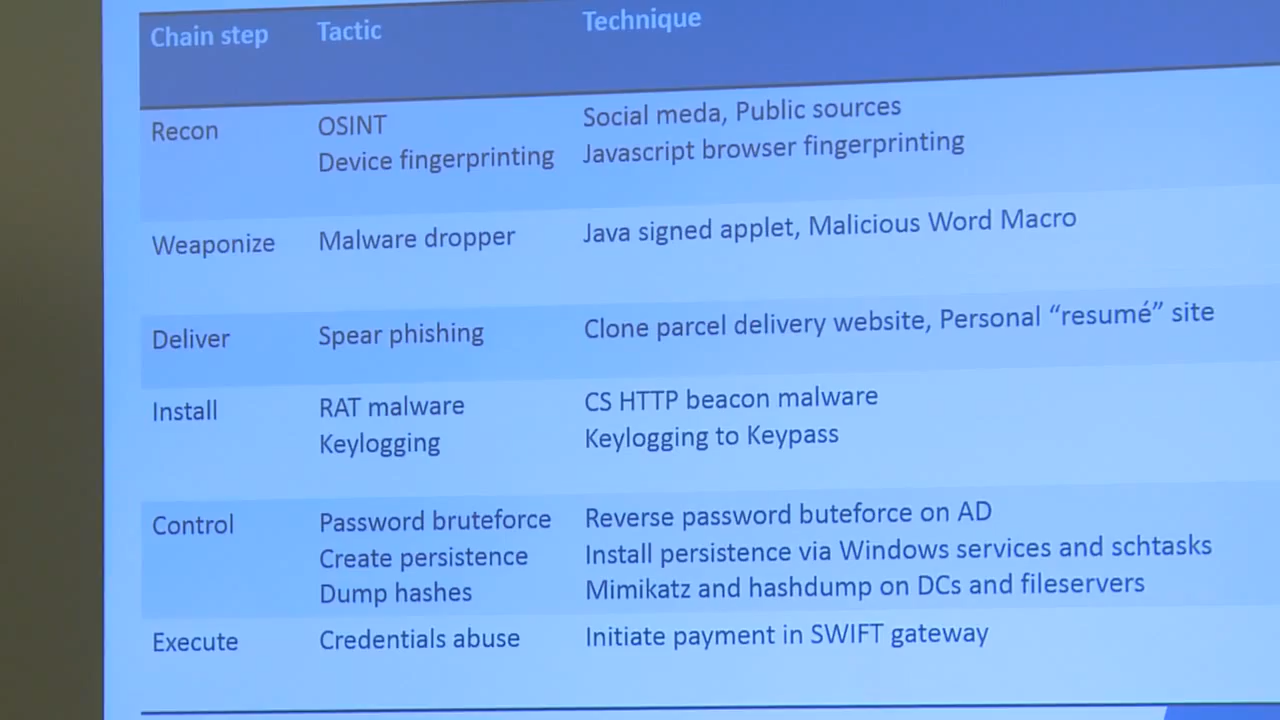 Chain step Tactic Technique
Recon OSINT Social meda, Public sources
Device fingerprinting Javascript browser fingerprinting
Weaponize Malware dropper Java signed applet, Malicious Word Macro
Deliver Spear phishing Clone parcel delivery website, Personal “resumé” site
Install RAT malware CS HTTP beacon malware
Keylogging Keylogging to Keypass
Control Password bruteforce Reverse password buteforce on AD
Create persistence Install persistence via Windows services and schtasks
Dump hashes Mimikatz and hashdump on DCs and fileservers
Execute Credentials abuse Initiate payment in SWIFT gateway